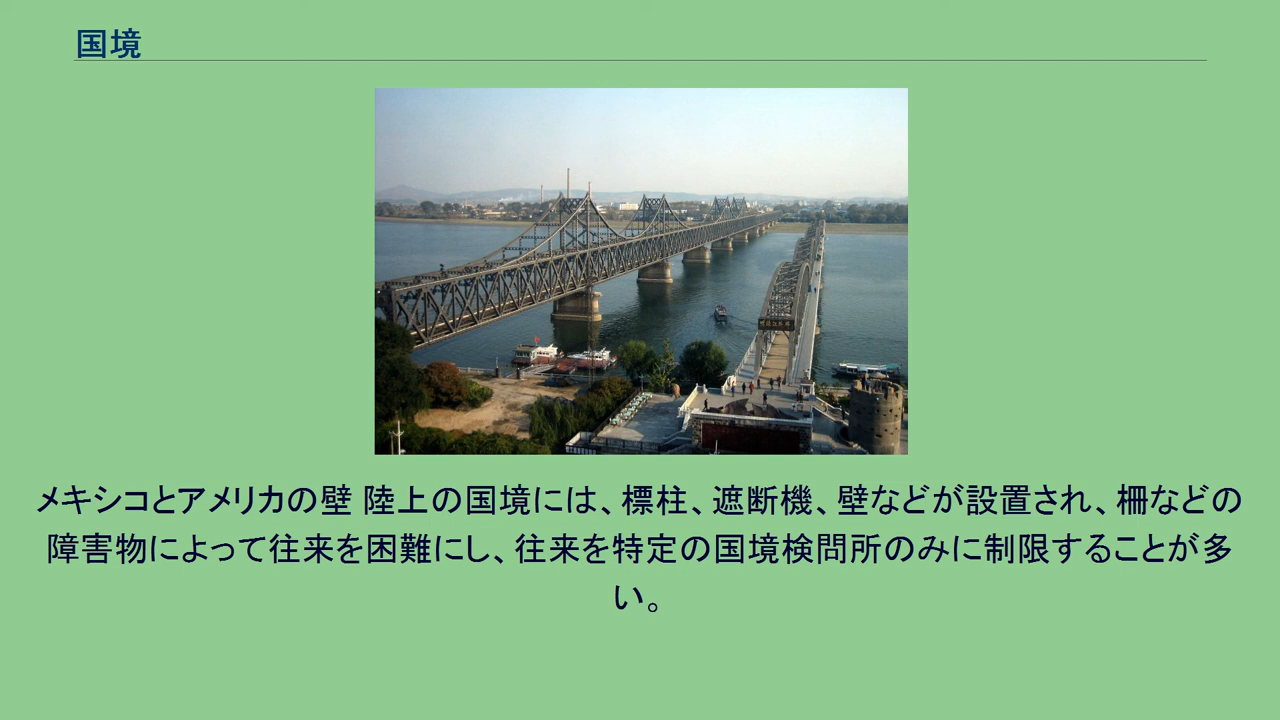 国境
メキシコとアメリカの壁 陸上の国境には、標柱、遮断機、壁などが設置され、柵などの
障害物によって往来を困難にし、往来を特定の国境検問所のみに制限することが多
い。